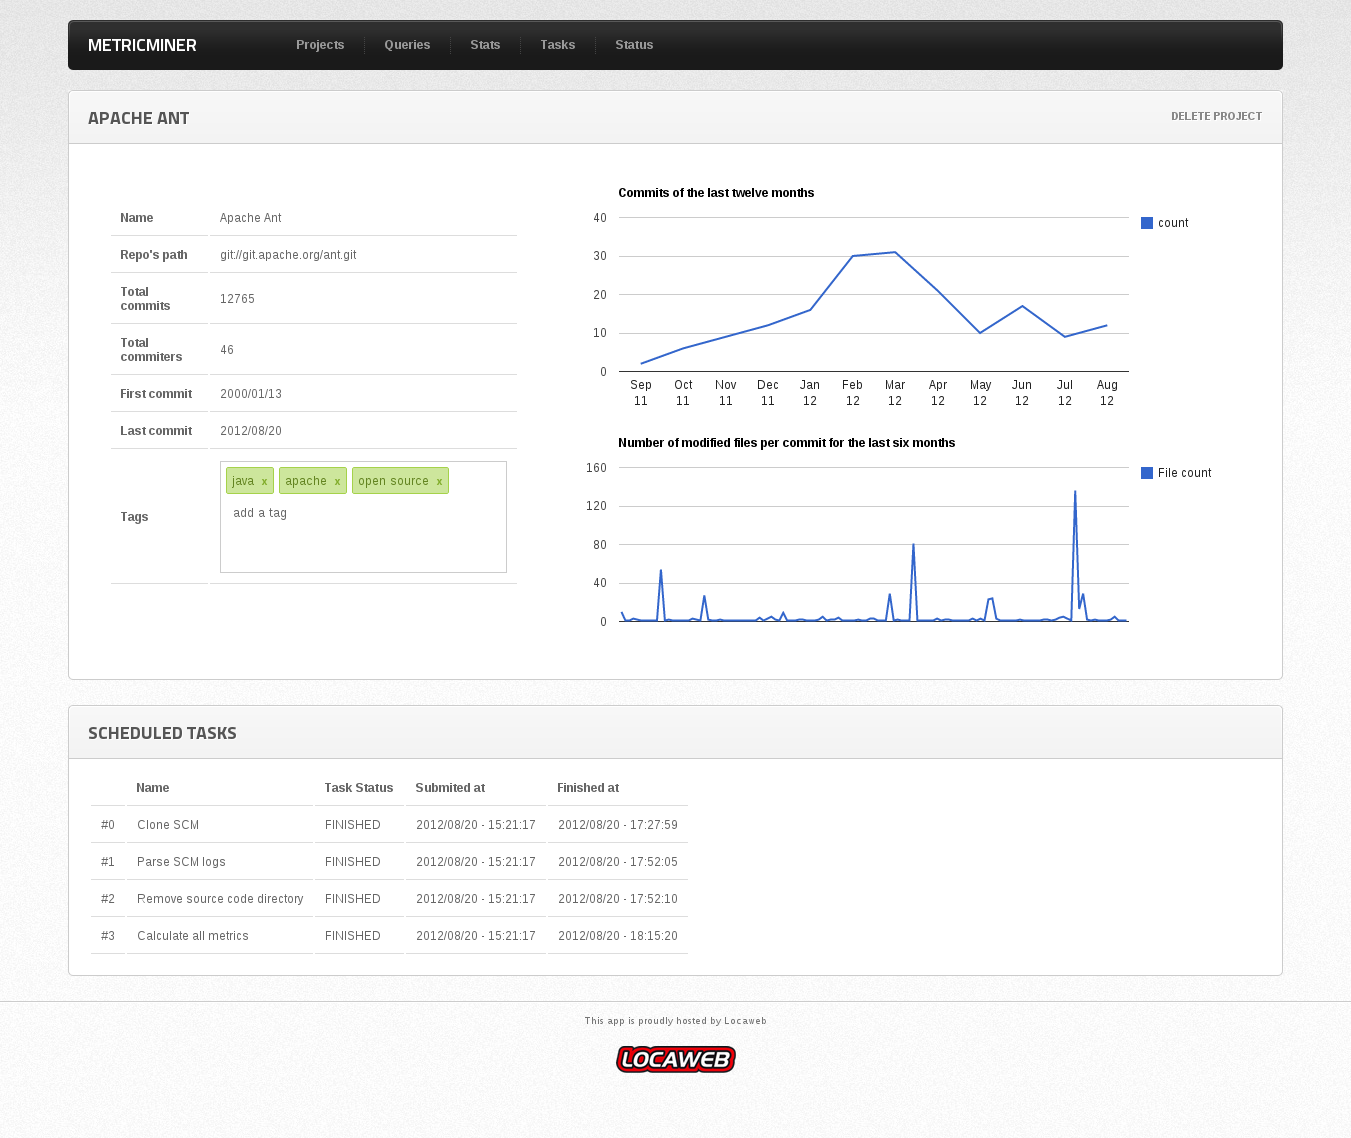 METRICMINER
Projects
Queries
Stats
Tasks
Status
APACHE ANT
DELETE PROJECT
Name
Apache Ant
Repo's path
git://git.apache.org/ant.git
Total
commits
12765
Total
commiters
46
First commit
2000/01/13
Last commit
2012/08/20
Tags
java x
apache x
open source x
add a tag
Commits of the last twelve months
40
30
20
10
0
Sep 11
Oct 11
Nov 11
Dec 11
Jan 12
Feb 12
Mar 12
Apr 12
May 12
Jun 12
Jul 12
Aug 12
count
Number of modified files per commit for the last six months
160
120
80
40
0
File count
SCHEDULED TASKS
Name Task Status Submited at Finished at
#0 Clone SCM FINISHED 2012/08/20 - 15:21:17 2012/08/20 - 17:27:59
#1 Parse SCM logs FINISHED 2012/08/20 - 15:21:17 2012/08/20 - 17:52:05
#2 Remove source code directory FINISHED 2012/08/20 - 15:21:17 2012/08/20 - 17:52:10
#3 Calculate all metrics FINISHED 2012/08/20 - 15:21:17 2012/08/20 - 18:15:20
This app is proudly hosted by Locaweb
LOCAWEB